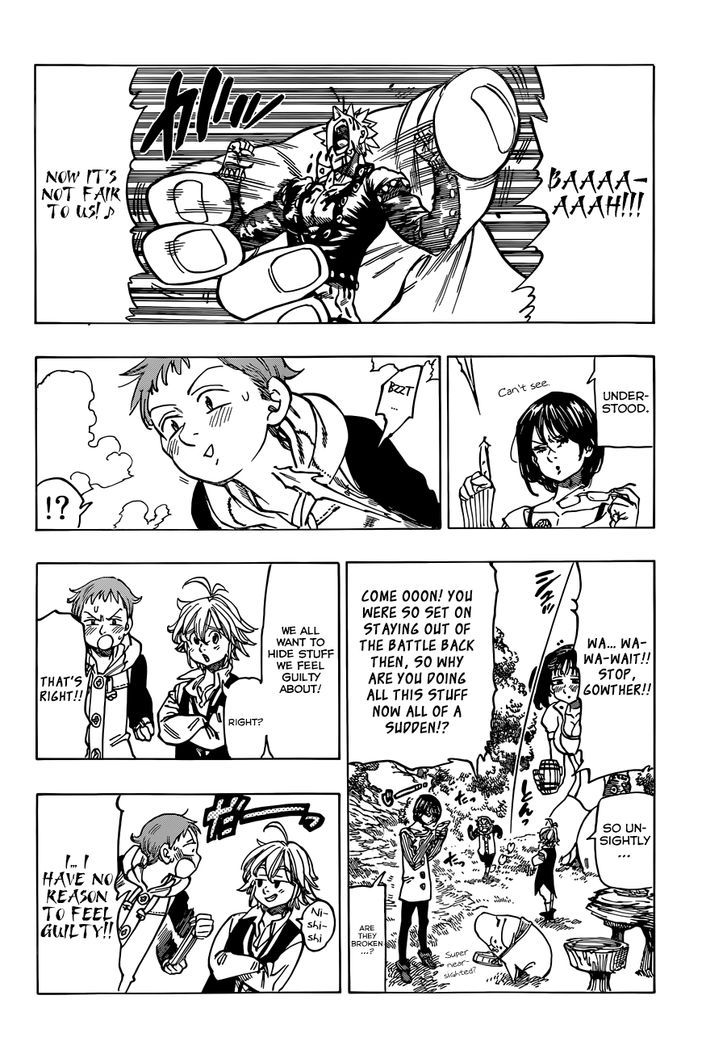 BAAAA-
AAAH!!!
NOW IT'S
NOT FAIR
TO US!♪
UNDER-
STOOD.
Can't see.
BZZT
...
!?
WA... WA-
WA-WAIT!!
STOP,
GOWTHER!!
COME OOON! YOU
WERE SO SET ON
STAYING OUT OF
THE BATTLE BACK
THEN, SO WHY
ARE YOU DOING
ALL THIS STUFF
NOW ALL OF A
SUDDEN!?
SO UN-
SIGHTLY
...
ARE
THEY
BROKEN
...?
Super
near-
sighted?
WE ALL
WANT TO
HIDE STUFF
WE FEEL
GUILTY
ABOUT!
RIGHT?
THAT'S
RIGHT!!
Ni-
shi-
shi
I... I
HAVE NO
REASON
TO FEEL
GUILTY!!